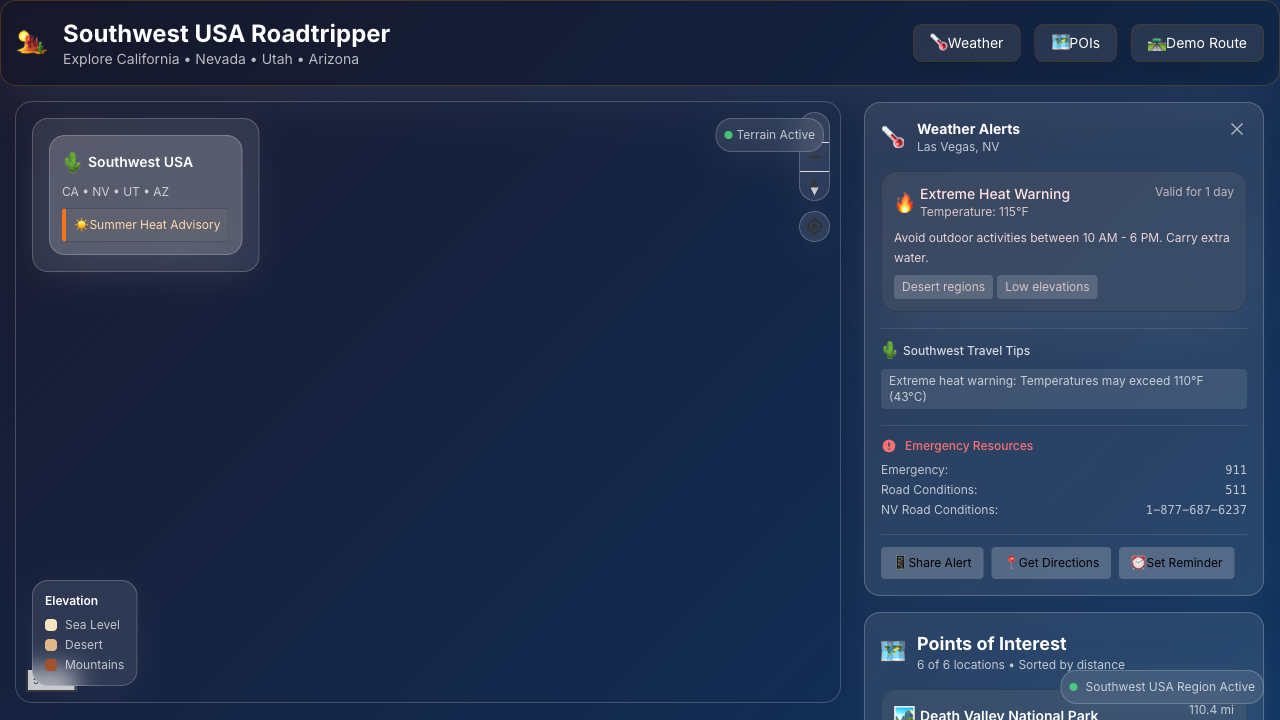 Southwest USA Roadtripper
Explore California • Nevada • Utah • Arizona
Weather
POIs
Demo Route
Southwest USA
CA • NV • UT • AZ
Summer Heat Advisory
Terrain Active
Elevation
Sea Level
Desert
Mountains
Weather Alerts
Las Vegas, NV
Extreme Heat Warning
Valid for 1 day
Temperature: 115°F
Avoid outdoor activities between 10 AM - 6 PM. Carry extra
water.
Desert regions
Low elevations
Southwest Travel Tips
Extreme heat warning: Temperatures may exceed 110°F
(43°C)
Emergency Resources
Emergency: 911
Road Conditions: 511
NV Road Conditions: 1-877-687-6237
Share Alert
Get Directions
Set Reminder
Points of Interest
6 of 6 locations • Sorted by distance
Southwest USA Region Active
Death Valley National Park
110.4 mi